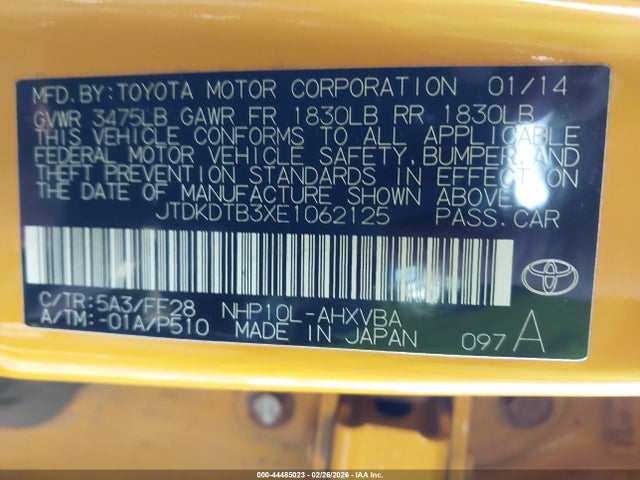 MFD.BY:TOYOTA MOTOR CORPORATION 01/14
GVWR 3475LB GAWR FR 1830LB RR 1830LB
THIS VEHICLE CONFORMS TO ALL APPLICABLE
FEDERAL MOTOR VEHICLE SAFETY, BUMPER, AND
THEFT PREVENTION STANDARDS IN EFFECT ON
THE DATE OF MANUFACTURE SHOWN ABOVE.
JTDKDTB3XE1062125 PASS.CAR
C/TR:5A3/FF28 NHP10L-AHXVBA
A/TM:-01A/P510 MADE IN JAPAN 097 A
TOYOTA
000-44485023 | 02/26/2026 | IAA Inc.